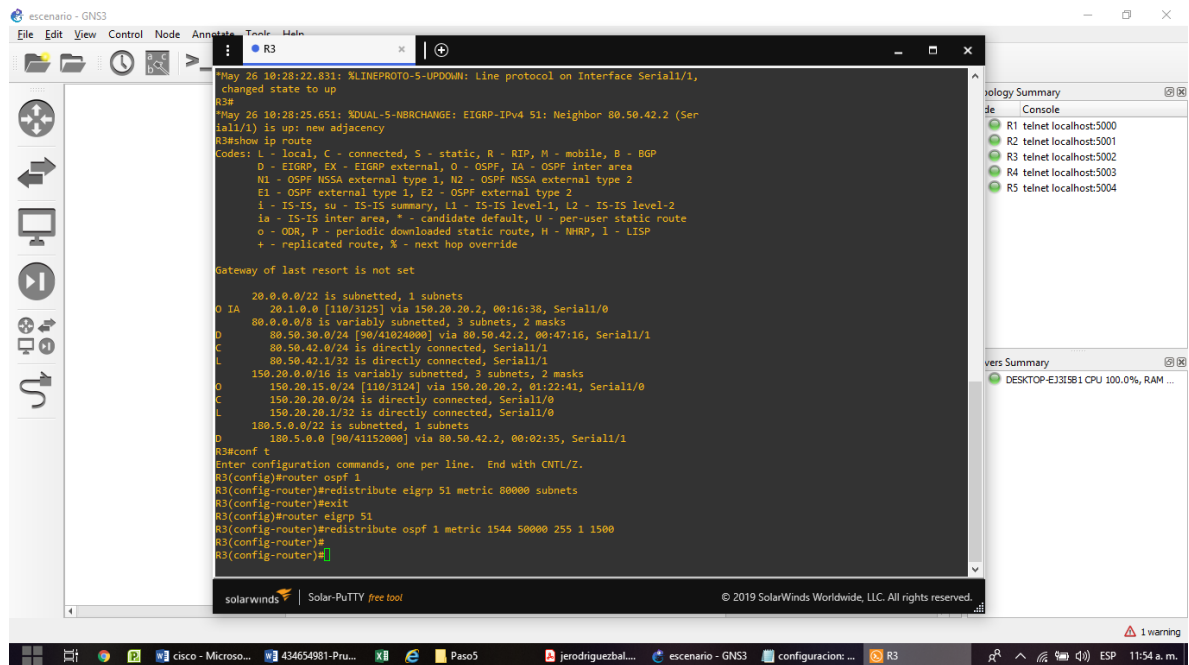 escenario - GNS3
File Edit View Control Node Annotate Tools Help
R3
*May 26 10:28:22.831: %LINEPROTO-5-UPDOWN: Line protocol on Interface Serial1/1,
changed state to up
R3#
*May 26 10:28:25.651: %DUAL-5-NBRCHANGE: EIGRP-IPv4 51: Neighbor 80.50.42.2 (Ser
ial1/1) is up: new adjacency
R3#show ip route
Codes: L - local, C - connected, S - static, R - RIP, M - mobile, B - BGP
D - EIGRP, EX - EIGRP external, O - OSPF, IA - OSPF inter area
N1 - OSPF NSSA external type 1, N2 - OSPF NSSA external type 2
E1 - OSPF external type 1, E2 - OSPF external type 2
i - IS-IS, su - IS-IS summary, L1 - IS-IS level-1, L2 - IS-IS level-2
ia - IS-IS inter area, * - candidate default, U - per-user static route
o - ODR, P - periodic downloaded static route, H - NHRP, l - LISP
+ - replicated route, % - next hop override
Gateway of last resort is not set
20.0.0.0/22 is subnetted, 1 subnets
O IA 20.1.0.0 [110/3125] via 150.20.20.2, 00:16:38, Serial1/0
80.0.0.0/8 is variably subnetted, 3 subnets, 2 masks
D 80.50.30.0/24 [90/41024000] via 80.50.42.2, 00:47:16, Serial1/1
C 80.50.42.0/24 is directly connected, Serial1/1
L 80.50.42.1/32 is directly connected, Serial1/1
150.20.0.0/16 is variably subnetted, 3 subnets, 2 masks
O 150.20.15.0/24 [110/3124] via 150.20.20.2, 01:22:41, Serial1/0
C 150.20.20.0/24 is directly connected, Serial1/0
L 150.20.20.1/32 is directly connected, Serial1/0
180.5.0.0/22 is subnetted, 1 subnets
D 180.5.0.0 [90/41152000] via 80.50.42.2, 00:02:35, Serial1/1
R3#conf t
Enter configuration commands, one per line. End with CNTL/Z.
R3(config)#router ospf 1
R3(config-router)#redistribute eigrp 51 metric 80000 subnets
R3(config-router)#exit
R3(config)#router eigrp 51
R3(config-router)#redistribute ospf 1 metric 1544 50000 255 1 1500
R3(config-router)#
R3(config-router)#
solarwinds Solar-PuTTY free tool
© 2019 SolarWinds Worldwide, LLC. All rights reserved.
pology Summary
de Console
R1 telnet localhost:5000
R2 telnet localhost:5001
R3 telnet localhost:5002
R4 telnet localhost:5003
R5 telnet localhost:5004
vers Summary
DESKTOP-EJ3I5B1 CPU 100.0%, RAM ...
1 warning
cisco - Microso... 434654981-Pru... Paso5 jerodriguezbal.... escenario - GNS3 configuracion: ... R3 ESP 11:54 a. m.